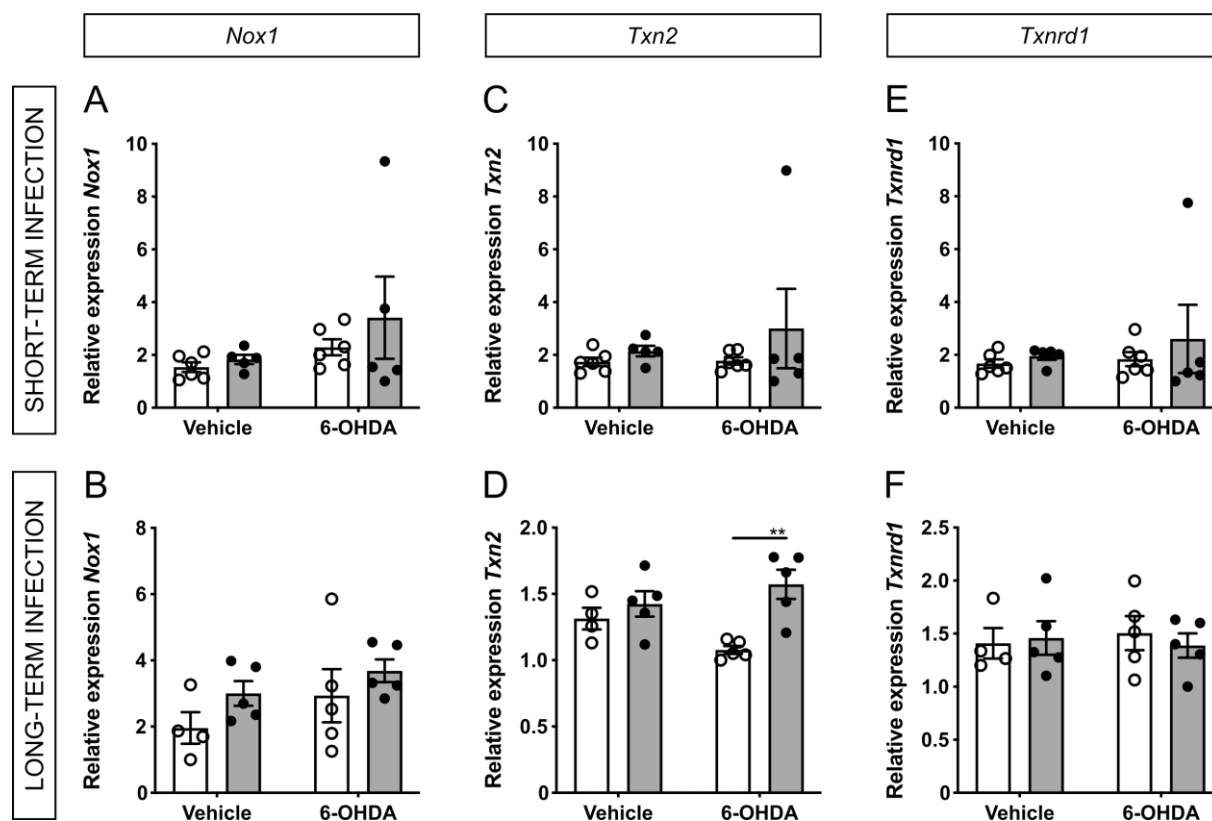 Nox1
Txn2
Txnrd1
SHORT-TERM INFECTION
A
Relative expression Nox1
10
8
6
4
2
0
Vehicle
6-OHDA
C
Relative expression Txn2
10
8
6
4
2
0
Vehicle
6-OHDA
E
Relative expression Txnrd1
10
8
6
4
2
0
Vehicle
6-OHDA
LONG-TERM INFECTION
B
Relative expression Nox1
8
6
4
2
0
Vehicle
6-OHDA
D
Relative expression Txn2
2.0
1.5
1.0
0.5
0.0
**
Vehicle
6-OHDA
F
Relative expression Txnrd1
2.5
2.0
1.5
1.0
0.5
0.0
Vehicle
6-OHDA